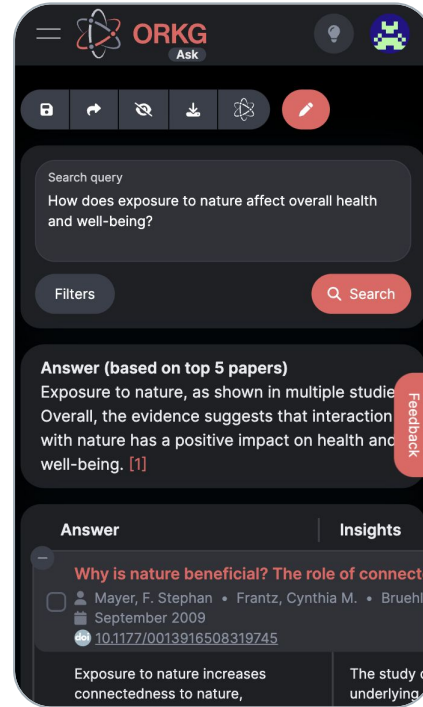 ORKG
Ask
Search query
How does exposure to nature affect overall health
and well-being?
Filters
Search
Answer (based on top 5 papers)
Exposure to nature, as shown in multiple studie
Overall, the evidence suggests that interaction
with nature has a positive impact on health and
well-being. [1]
Feedback
Answer
Insights
Why is nature beneficial? The role of connect
Mayer, F. Stephan • Frantz, Cynthia M. • Bruehl
September 2009
doi 10.1177/0013916508319745
Exposure to nature increases
connectedness to nature,
The study
underlying